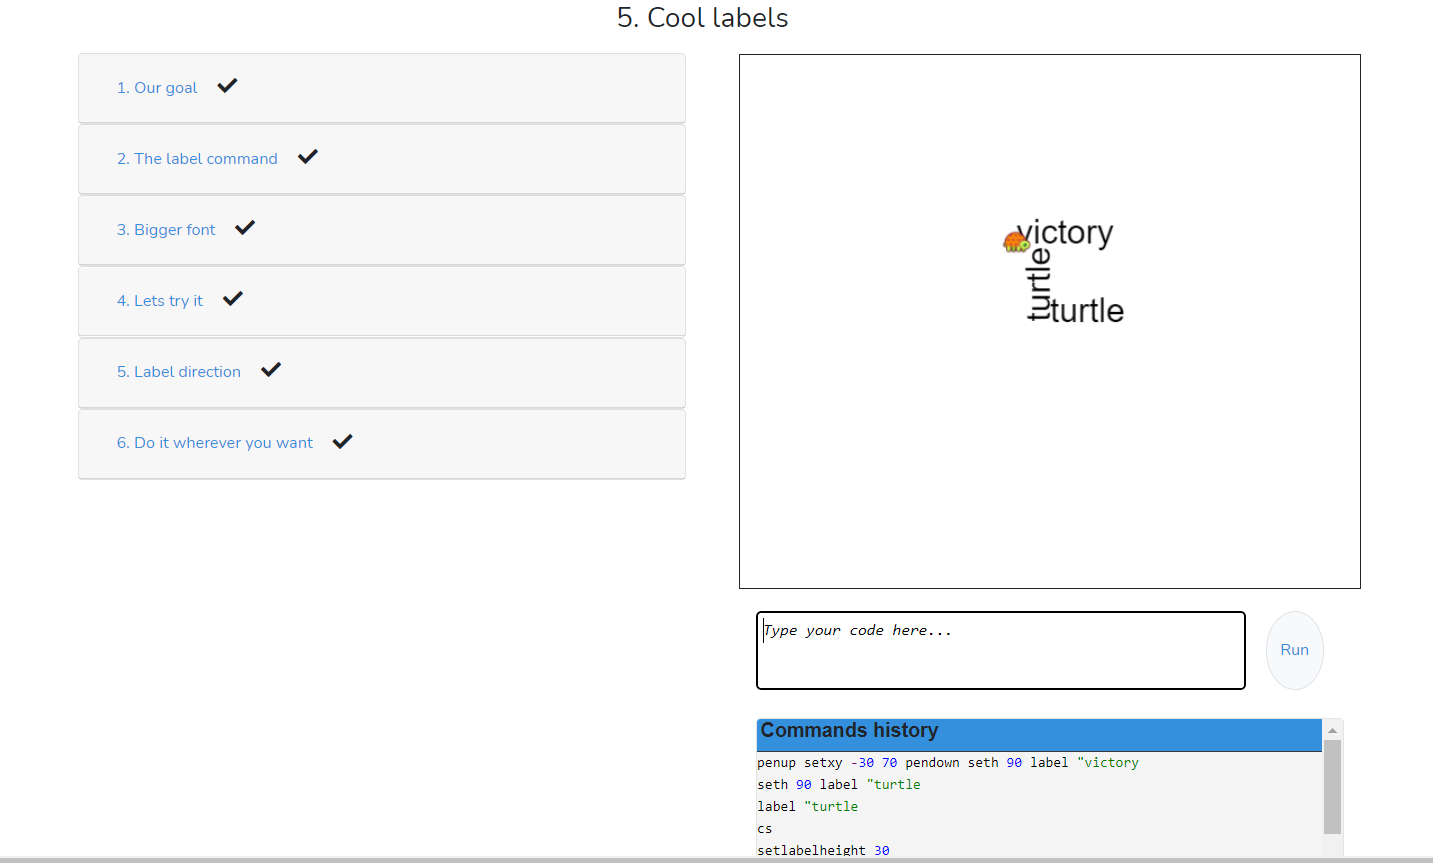 5. Cool labels
1. Our goal
2. The label command
3. Bigger font
4. Lets try it
5. Label direction
6. Do it wherever you want
victory
turtle
turtle
Type your code here...
Run
Commands history
penup setxy -30 70 pendown seth 90 label "victory
seth 90 label "turtle
label "turtle
cs
setlabelheight 30